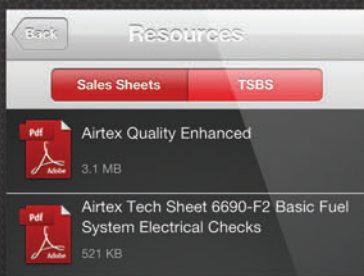 Back
Resources
Sales Sheets
TSBS
Pdf
Adobe
Airtex Quality Enhanced
3.1 MB
Pdf
Adobe
Airtex Tech Sheet 6690-F2 Basic Fuel
System Electrical Checks
521 KB